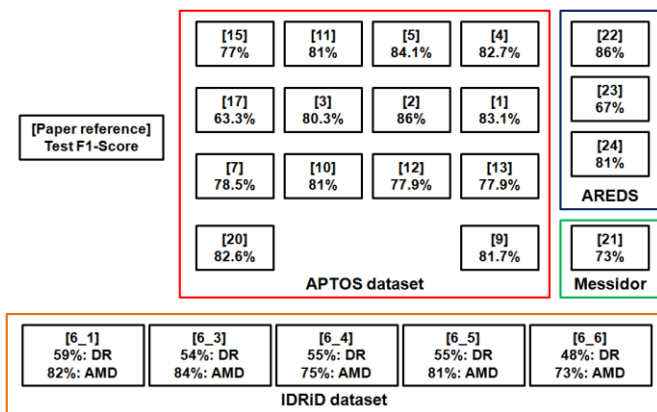 [Paper reference]
Test F1-Score
[15]
77%
[11]
81%
[5]
84.1%
[4]
82.7%
[17]
63.3%
[3]
80.3%
[2]
86%
[1]
83.1%
[7]
78.5%
[10]
81%
[12]
77.9%
[13]
77.9%
[20]
82.6%
[9]
81.7%
APTOS dataset
[22]
86%
[23]
67%
[24]
81%
AREDS
[21]
73%
Messidor
[6_1]
59%: DR
82%: AMD
[6_3]
54%: DR
84%: AMD
[6_4]
55%: DR
75%: AMD
[6_5]
55%: DR
81%: AMD
[6_6]
48%: DR
73%: AMD
IDRiD dataset